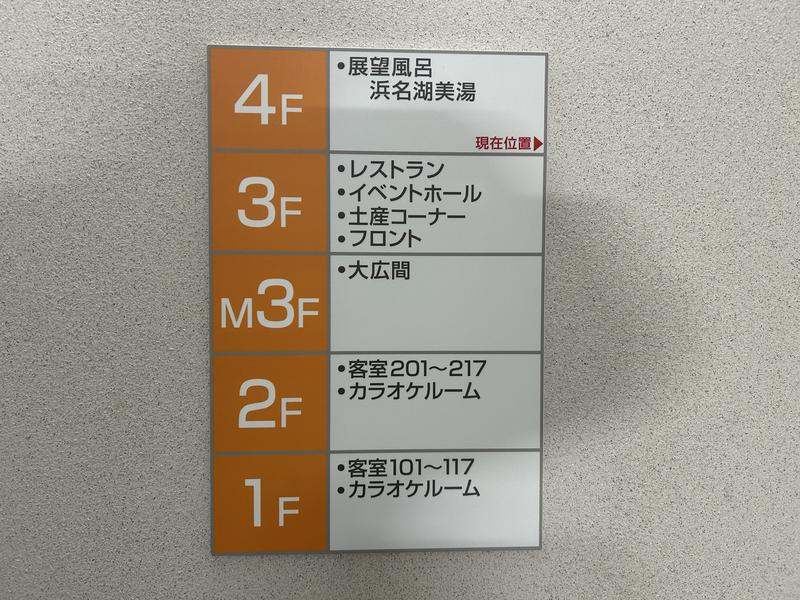 4F
•展望風呂
浜名湖美湯
現在位置▶
3F
•レストラン
•イベントホール
•土産コーナー
•フロント
M3F
•大広間
2F
•客室201〜217
•カラオケルーム
1F
•客室101〜117
•カラオケルーム